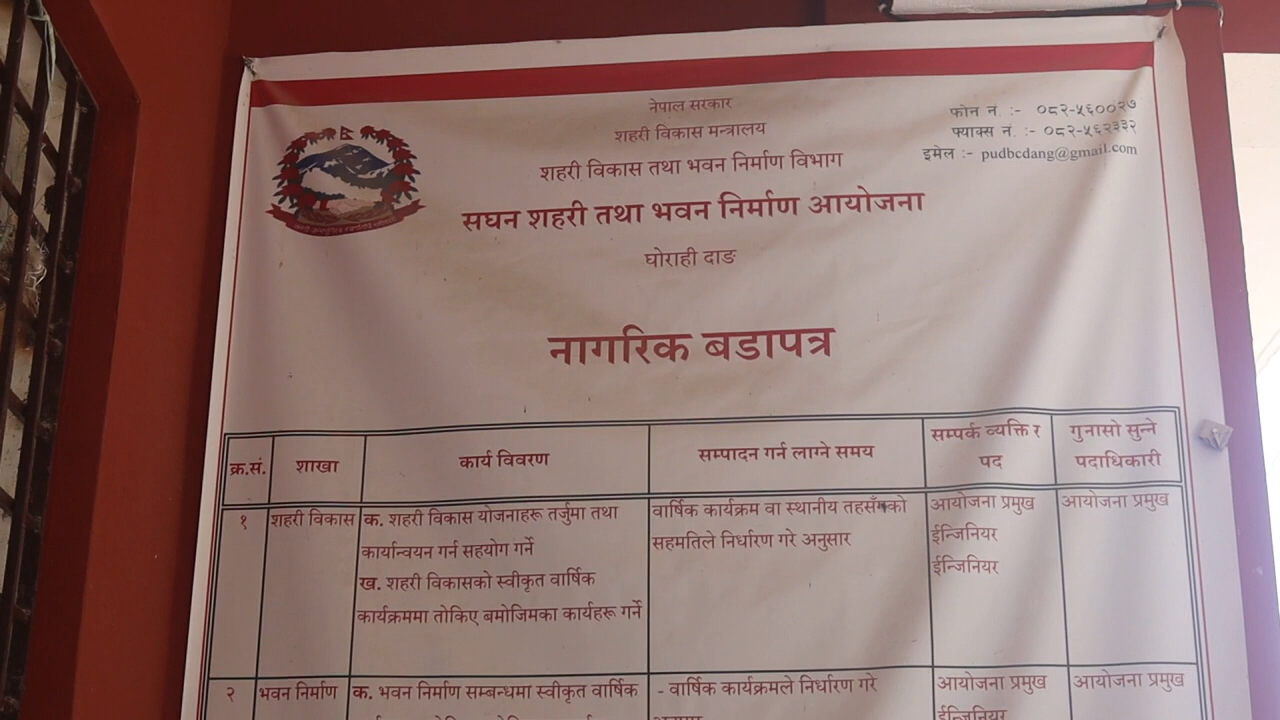 नेपाल सरकार
शहरी विकास मन्त्रालय
शहरी विकास तथा भवन निर्माण विभाग
सघन शहरी तथा भवन निर्माण आयोजना
घोराही दाङ
फोन नं. :- ०८२-५६००२७
फ्याक्स नं. :- ०८२-५६२३३२
इमेल :- pudbcdang@gmail.com
नागरिक बडापत्र
क्र.सं. शाखा कार्य विवरण सम्पादन गर्न लाग्ने समय सम्पर्क व्यक्ति र गुनासो सुन्ने
पद पदाधिकारी
१ शहरी विकास क. शहरी विकास योजनाहरू तर्जुमा तथा वार्षिक कार्यक्रम वा स्थानीय तहसँगको आयोजना प्रमुख आयोजना प्रमुख
कार्यान्वयन गर्न सहयोग गर्ने सहमतिले निर्धारण गरे अनुसार ईन्जिनियर
ख. शहरी विकासको स्वीकृत वार्षिक ईन्जिनियर
कार्यक्रममा तोकिए बमोजिमका कार्यहरू गर्ने
२ भवन निर्माण क. भवन निर्माण सम्बन्धमा स्वीकृत वार्षिक - वार्षिक कार्यक्रमले निर्धारण गरे आयोजना प्रमुख आयोजना प्रमुख
ईन्जिनियर